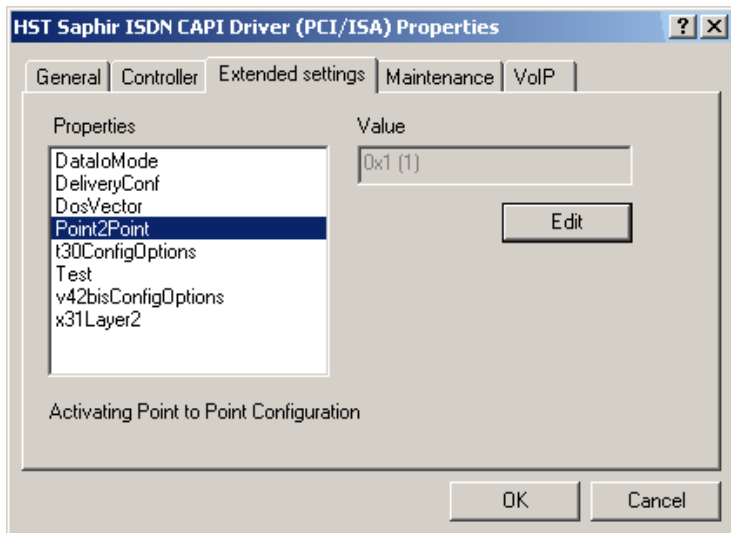 HST Saphir ISDN CAPI Driver (PCI/ISA) Properties
General Controller Extended settings Maintenance VoIP
Properties Value
DataIoMode 0x1 (1)
DeliveryConf
DosVector
Point2Point Edit
t30ConfigOptions
Test
v42bisConfigOptions
x31Layer2
Activating Point to Point Configuration
OK Cancel